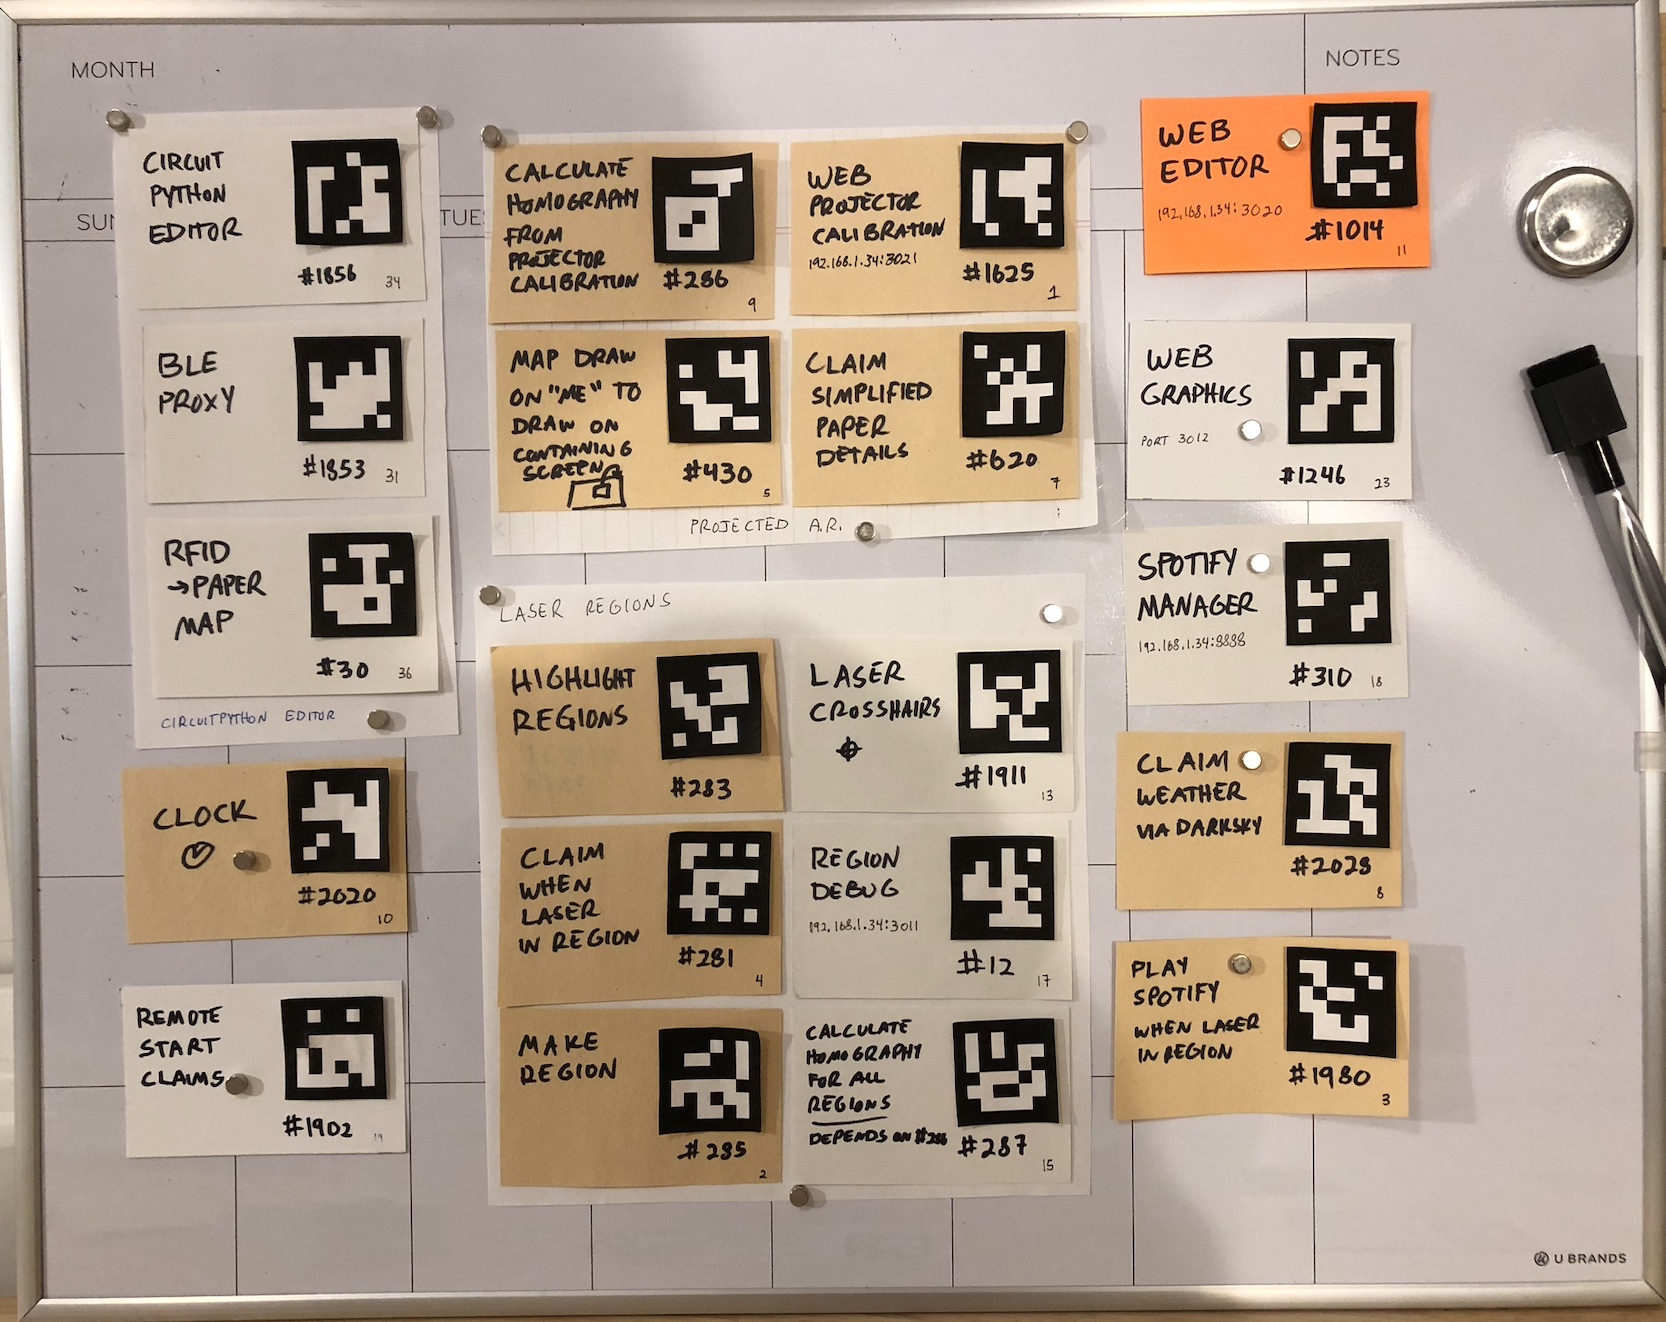 MONTH
NOTES
SUN
TUES
CIRCUIT
PYTHON
EDITOR
#1856
34
BLE
PROXY
#1853
31
RFID
→PAPER
MAP
#30
36
CIRCUITPYTHON EDITOR
CLOCK
#2020
10
REMOTE
START
CLAIMS
#1902
19
CALCULATE
HOMOGRAPHY
FROM
PROJECTOR
CALIBRATION
#286
9
WEB
PROJECTOR
CALIBRATION
192.168.1.34:3021
#1625
1
MAP DRAW
ON "ME" TO
DRAW ON
CONTAINING
SCREEN
#430
5
CLAIM
SIMPLIFIED
PAPER
DETAILS
#620
7
PROJECTED A.R.
LASER REGIONS
HIGHLIGHT
REGIONS
#283
LASER
CROSSHAIRS
#1911
13
CLAIM
WHEN
LASER
IN REGION
#281
4
REGION
DEBUG
192.168.1.34:3011
#12
17
MAKE
REGION
#285
2
CALCULATE
HOMOGRAPHY
FOR ALL
REGIONS
DEPENDS ON #286
#287
15
WEB
EDITOR
192.168.1.34:3020
#1014
11
WEB
GRAPHICS
PORT 3012
#1246
23
SPOTIFY
MANAGER
192.168.1.34:8888
#310
18
CLAIM
WEATHER
VIA DARKSKY
#2028
8
PLAY
SPOTIFY
WHEN LASER
IN REGION
#1980
3
U BRANDS